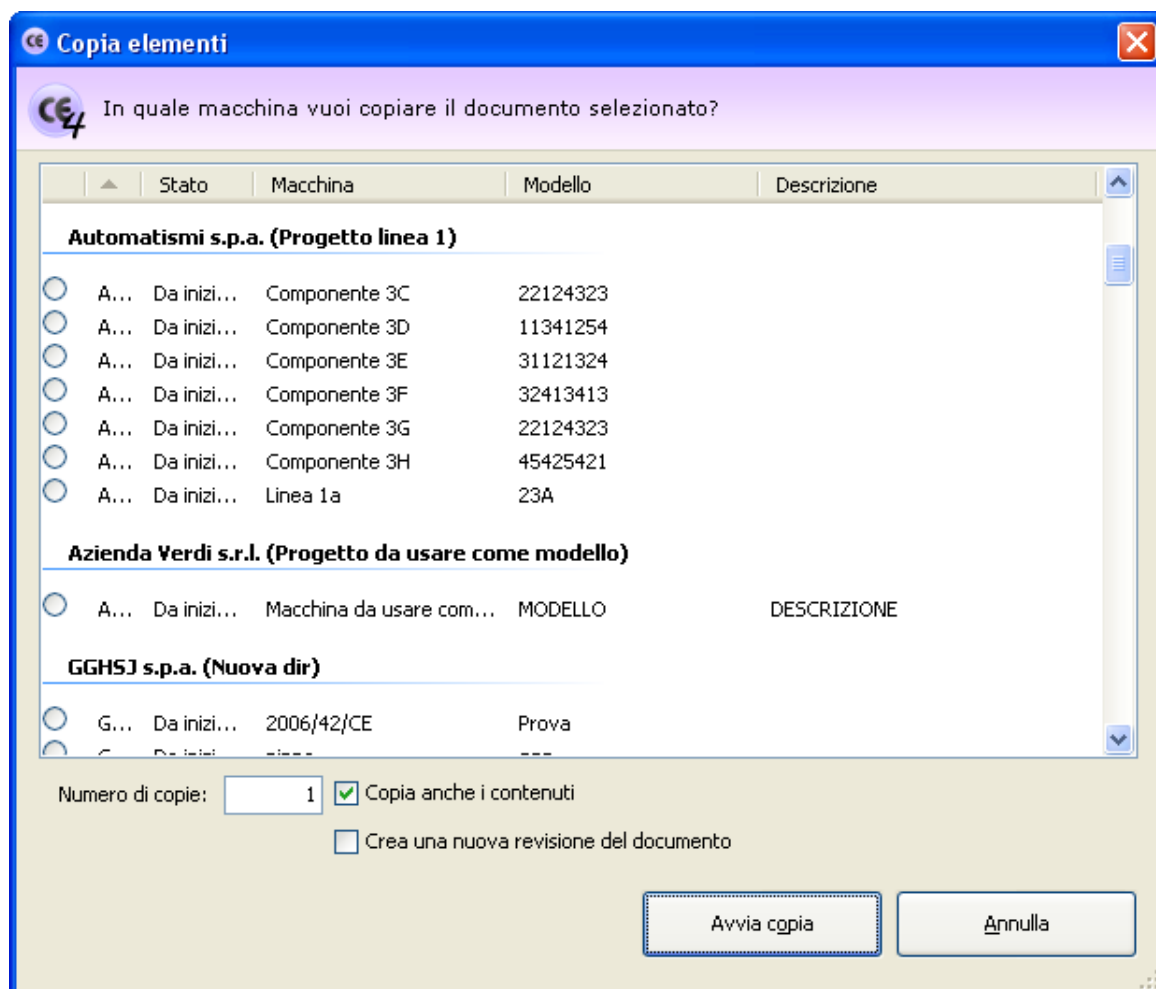 Copia elementi
CE4 In quale macchina vuoi copiare il documento selezionato?
Stato Macchina Modello Descrizione
Automatismi s.p.a. (Progetto linea 1)
A... Da inizi... Componente 3C 22124323
A... Da inizi... Componente 3D 11341254
A... Da inizi... Componente 3E 31121324
A... Da inizi... Componente 3F 32413413
A... Da inizi... Componente 3G 22124323
A... Da inizi... Componente 3H 45425421
A... Da inizi... Linea 1a 23A
Azienda Verdi s.r.l. (Progetto da usare come modello)
A... Da inizi... Macchina da usare com... MODELLO DESCRIZIONE
GGHSJ s.p.a. (Nuova dir)
G... Da inizi... 2006/42/CE Prova
Numero di copie: 1 Copia anche i contenuti
Crea una nuova revisione del documento
Avvia copia Annulla